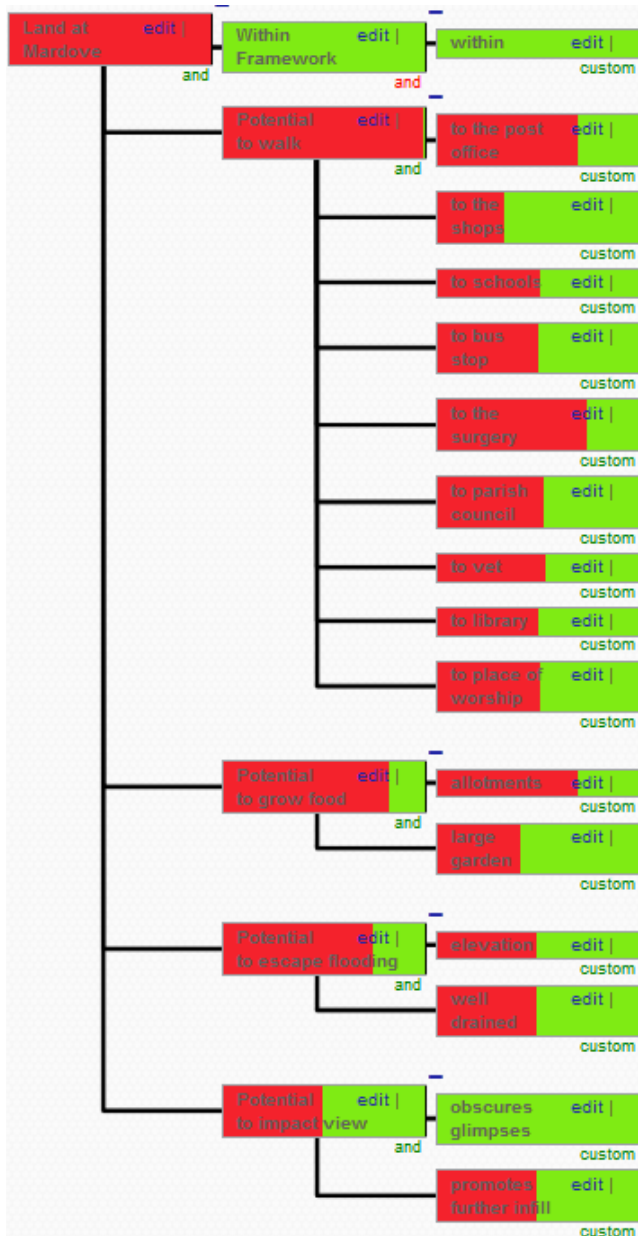 Land at edit |
Mardove
and
Within edit |
Framework
and
within edit |
custom
Potential edit |
to walk
and
to the post edit |
office
custom
to the edit |
shops
custom
to schools edit |
custom
to bus edit |
stop
custom
to the edit |
surgery
custom
to parish edit |
council
custom
to vet edit |
custom
to library edit |
custom
to place of edit |
worship
custom
Potential edit |
to grow food
and
allotments edit |
custom
large edit |
garden
custom
Potential edit |
to escape flooding
and
elevation edit |
custom
well edit |
drained
custom
Potential edit |
to impact view
and
obscures edit |
glimpses
custom
promotes edit |
further infill
custom